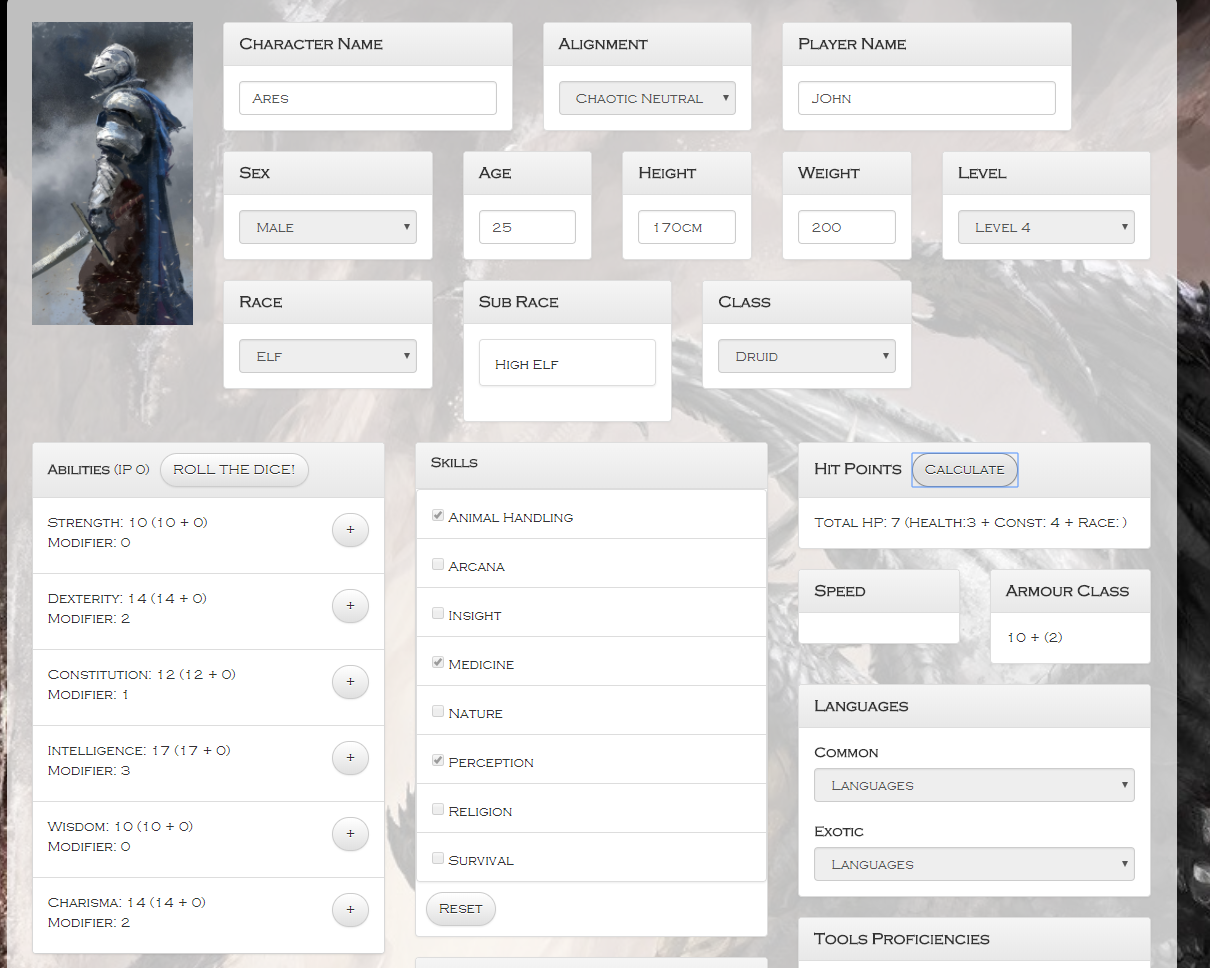 Character Name
Alignment
Player Name
Ares
Chaotic Neutral
JOhn
Sex
Age
Height
Weight
Level
Male
25
170cm
200
Level 4
Race
Sub Race
Class
Elf
High Elf
Druid
Abilities (IP 0)
ROLL THE DICE!
Strength: 10 (10 + 0)
Modifier: 0
+
Dexterity: 14 (14 + 0)
Modifier: 2
+
Constitution: 12 (12 + 0)
Modifier: 1
+
Intelligence: 17 (17 + 0)
Modifier: 3
+
Wisdom: 10 (10 + 0)
Modifier: 0
+
Charisma: 14 (14 + 0)
Modifier: 2
+
Skills
Animal Handling
Arcana
Insight
Medicine
Nature
Perception
Religion
Survival
Reset
Hit Points
Calculate
Total HP: 7 (Health:3 + Const: 4 + Race: )
Speed
Armour Class
10 + (2)
Languages
Common
Languages
Exotic
Languages
Tools Proficiencies